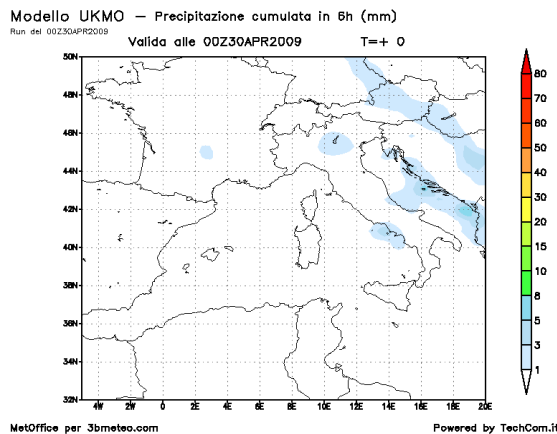 Modello UKMO – Precipitazione cumulata in 6h (mm)
Run del 00Z30APR2009
Valida alle 00Z30APR2009 T=+ 0
50N
48N
46N
44N
42N
40N
38N
36N
34N
32N
4W 2W 0 2E 4E 6E 8E 10E 12E 14E 16E 18E 20E
80
70
60
50
40
30
20
15
10
8
5
3
1
MetOffice per 3bmeteo.com
Powered by TechCom.it